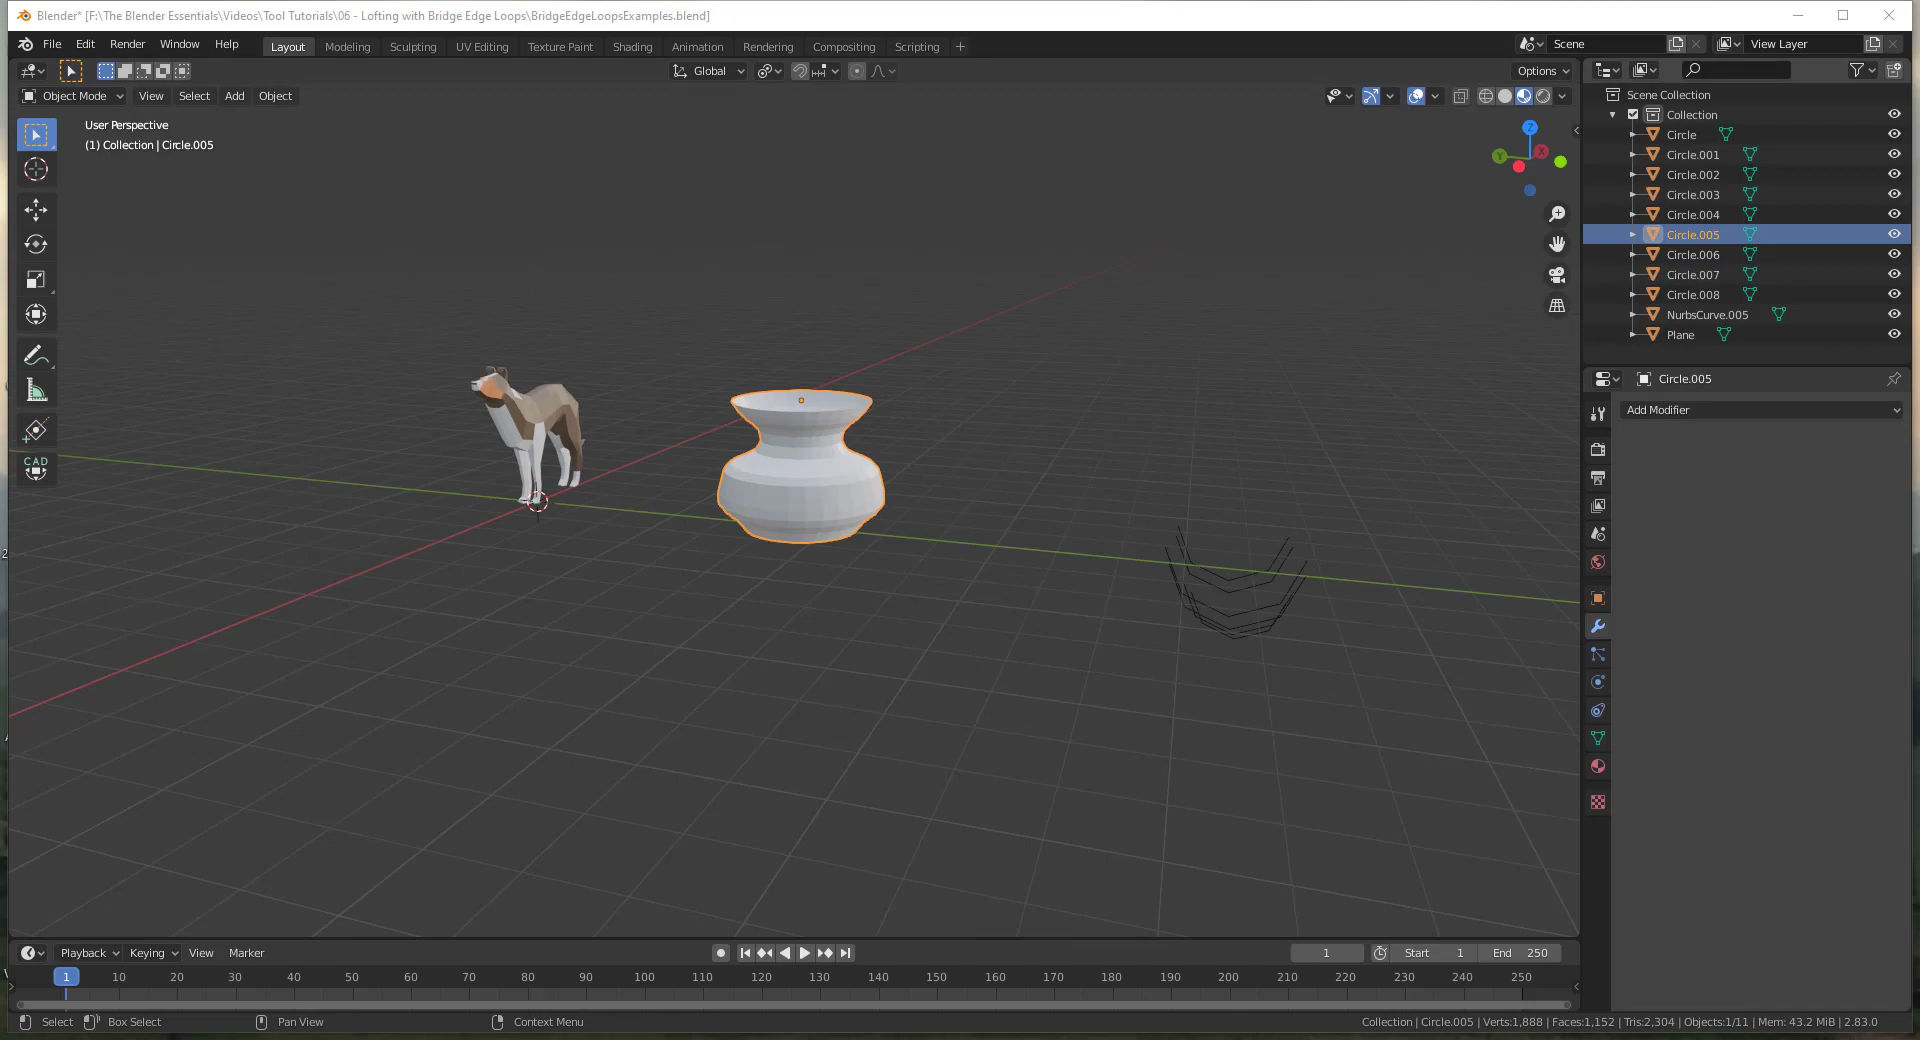 Blender* [F:\The Blender Essentials\Videos\Tool Tutorials\06 - Lofting with Bridge Edge Loops\BridgeEdgeLoopsExamples.blend]
File Edit Render Window Help Layout Modeling Sculpting UV Editing Texture Paint Shading Animation Rendering Compositing Scripting + Scene View Layer
Global Options
Object Mode View Select Add Object
User Perspective
(1) Collection | Circle.005
Z
Y X
CAD
Scene Collection
Collection
Circle
Circle.001
Circle.002
Circle.003
Circle.004
Circle.005
Circle.006
Circle.007
Circle.008
NurbsCurve.005
Plane
Circle.005
Add Modifier
Playback Keying View Marker 1 Start 1 End 250
1 10 20 30 40 50 60 70 80 90 100 110 120 130 140 150 160 170 180 190 200 210 220 230 240 250
Select Box Select Pan View Context Menu Collection | Circle.005 | Verts:1,888 | Faces:1,152 | Tris:2,304 | Objects:1/11 | Mem: 43.2 MiB | 2.83.0